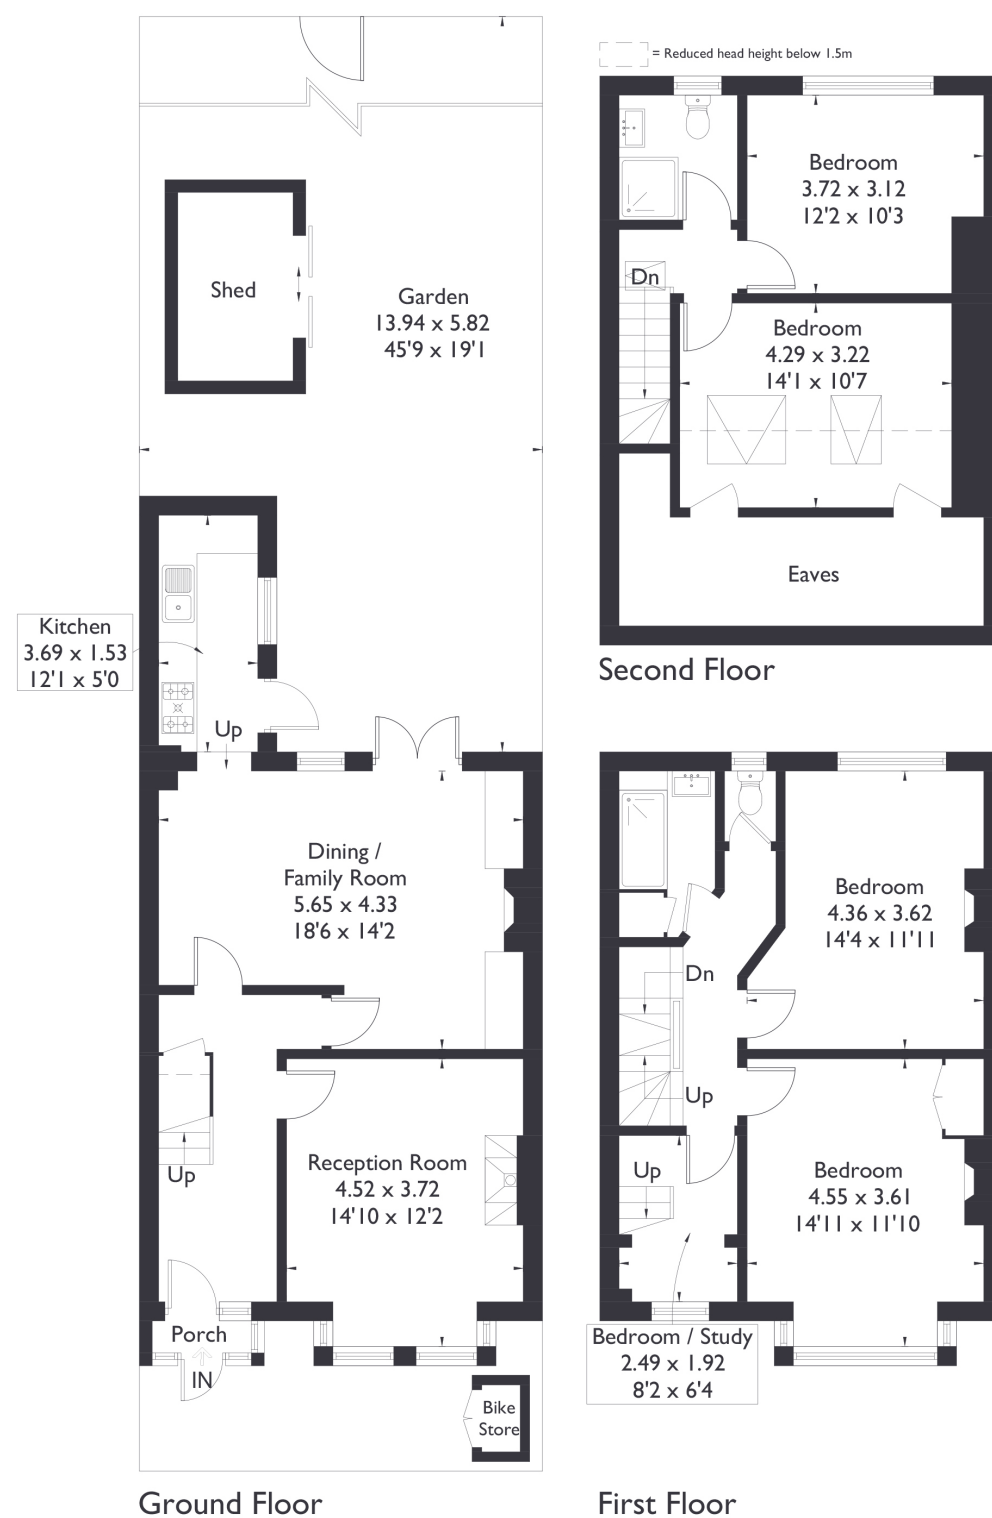 = Reduced head height below 1.5m
Shed
Garden
13.94 x 5.82
45'9 x 19'1
Kitchen
3.69 x 1.53
12'1 x 5'0
Up
Dining /
Family Room
5.65 x 4.33
18'6 x 14'2
Up
Reception Room
4.52 x 3.72
14'10 x 12'2
Porch
IN
Bike
Store
Ground Floor
Bedroom
3.72 x 3.12
12'2 x 10'3
Dn
Bedroom
4.29 x 3.22
14'1 x 10'7
Eaves
Second Floor
Bedroom
4.36 x 3.62
14'4 x 11'11
Dn
Up
Up
Bedroom
4.55 x 3.61
14'11 x 11'10
Bedroom / Study
2.49 x 1.92
8'2 x 6'4
First Floor